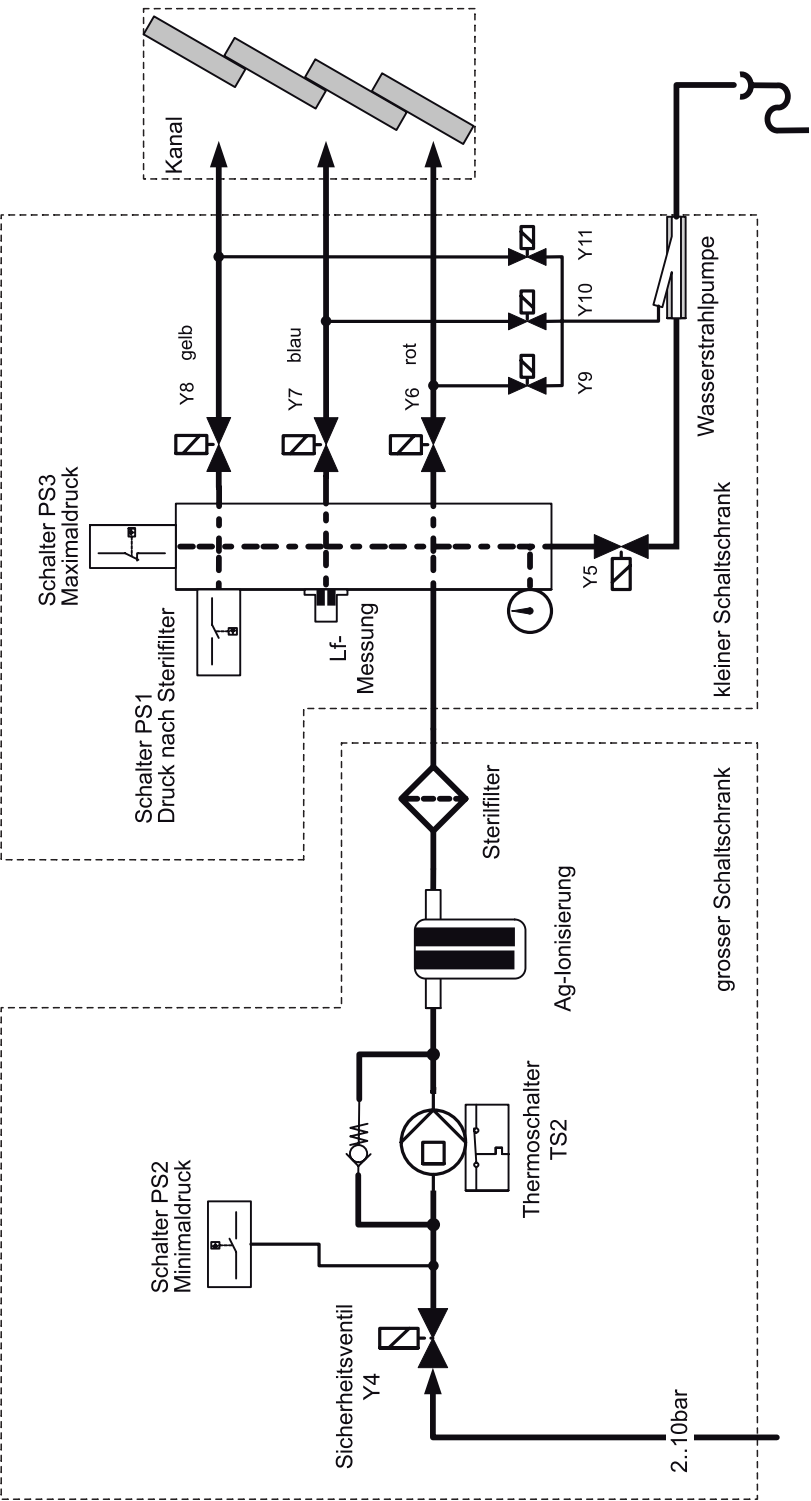 Schalter PS3
Maximaldruck
Schalter PS1
Druck nach Sterilfilter
Schalter PS2
Minimaldruck
Kanal
Y8 gelb
Y7 blau
Lf-
Messung
Sicherheitsventil
Y4
Y6 rot
Sterilfilter
Thermoschalter
TS2
Ag-Ionisierung
Y5
Y9
Y10
Y11
2..10bar
Wasserstrahlpumpe
grosser Schaltschrank
kleiner Schaltschrank